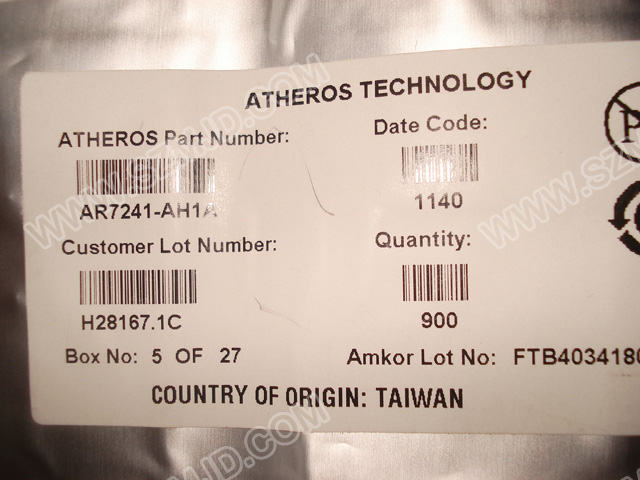 ATHEROS TECHNOLOGY
ATHEROS Part Number:
Date Code:
AR7241-AH1A
1140
Customer Lot Number:
Quantity:
H28167.1C
900
Box No: 5 OF 27
Amkor Lot No: FTB4034180
COUNTRY OF ORIGIN: TAIWAN